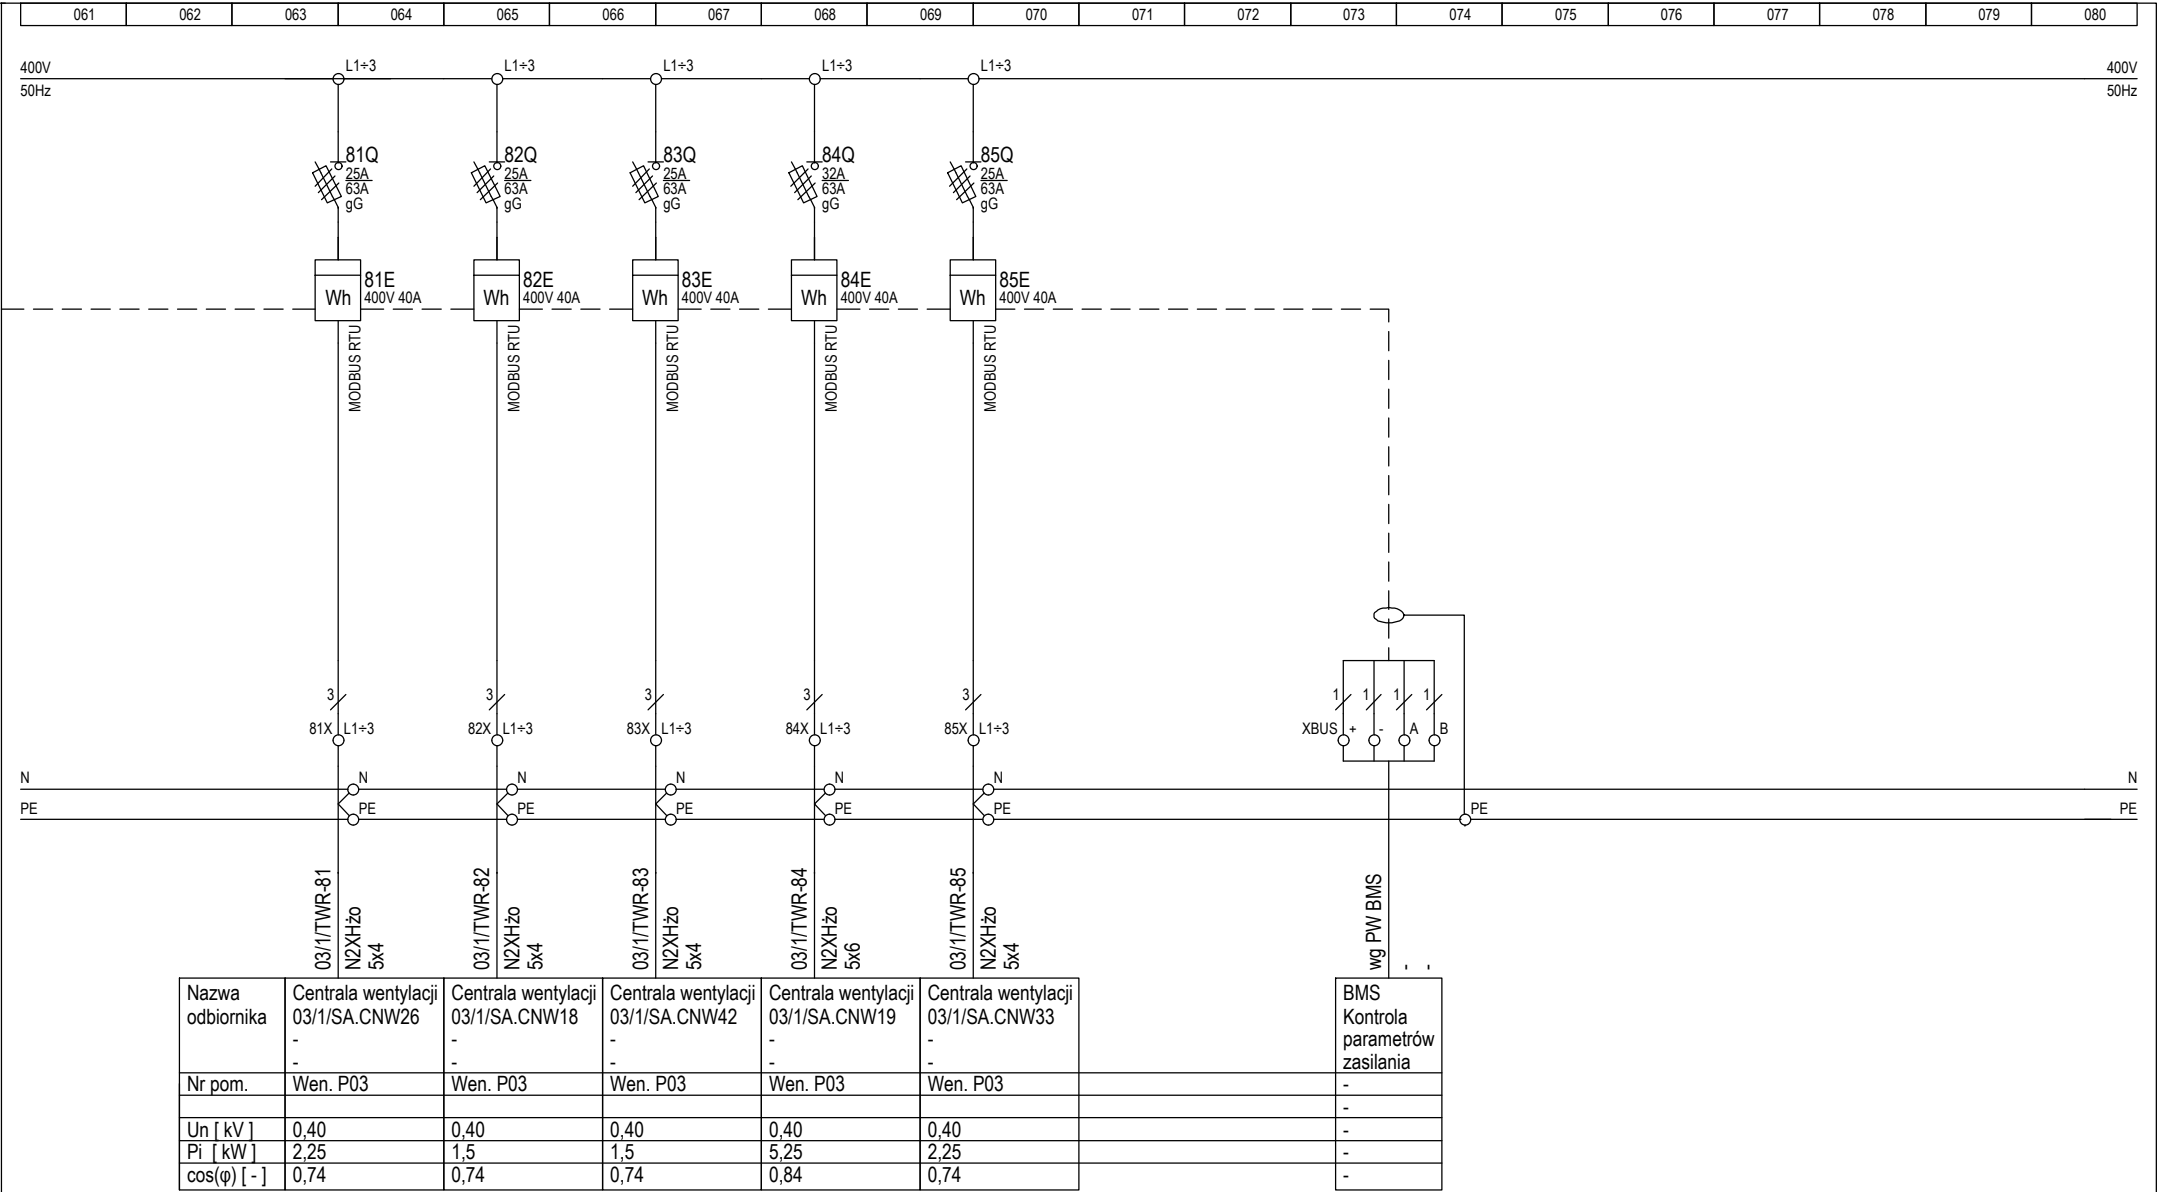 061 062 063 064 065 066 067 068 069 070 071 072 073 074 075 076 077 078 079 080
400V L1÷3 L1÷3 L1÷3 L1÷3 L1÷3 400V
50Hz 50Hz
81Q 82Q 83Q 84Q 85Q
25A 25A 25A 32A 25A
63A 63A 63A 63A 63A
gG gG gG gG gG
81E 82E 83E 84E 85E
Wh 400V 40A Wh 400V 40A Wh 400V 40A Wh 400V 40A Wh 400V 40A
MODBUS RTU MODBUS RTU MODBUS RTU MODBUS RTU MODBUS RTU
3 3 3 3 3 1 1 1 1
81X L1÷3 82X L1÷3 83X L1÷3 84X L1÷3 85X L1÷3 XBUS + - A B
N N N N N N N
PE PE PE PE PE PE PE PE
03/1/TWR-81
N2XHżo
5x4
03/1/TWR-82
N2XHżo
5x4
03/1/TWR-83
N2XHżo
5x4
03/1/TWR-84
N2XHżo
5x6
03/1/TWR-85
N2XHżo
5x4
wg PW BMS
-
-
Nazwa Centrala wentylacji Centrala wentylacji Centrala wentylacji Centrala wentylacji Centrala wentylacji BMS
odbiornika 03/1/SA.CNW26 03/1/SA.CNW18 03/1/SA.CNW42 03/1/SA.CNW19 03/1/SA.CNW33 Kontrola
- - - - - parametrów
- - - - - zasilania
Nr pom. Wen. P03 Wen. P03 Wen. P03 Wen. P03 Wen. P03 -
-
Un [ kV ] 0,40 0,40 0,40 0,40 0,40 -
Pi [ kW ] 2,25 1,5 1,5 5,25 2,25 -
cos(φ) [ - ] 0,74 0,74 0,74 0,84 0,74 -